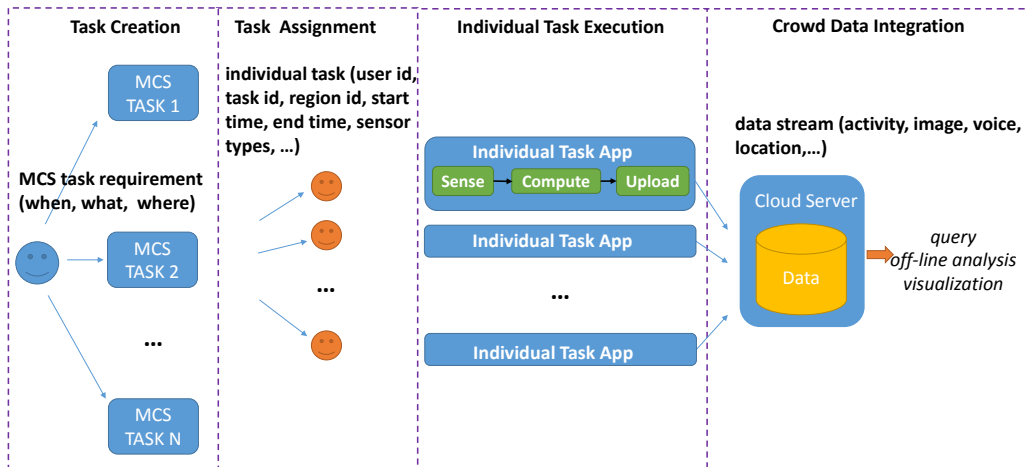 Task Creation
MCS
TASK 1
MCS task requirement
(when, what, where)
MCS
TASK 2
...
MCS
TASK N
Task Assignment
individual task (user id,
task id, region id, start
time, end time, sensor
types, ...)
...
Individual Task Execution
Individual Task App
Sense
Compute
Upload
Individual Task App
...
Individual Task App
Crowd Data Integration
data stream (activity, image, voice,
location,...)
Cloud Server
Data
query
off-line analysis
visualization